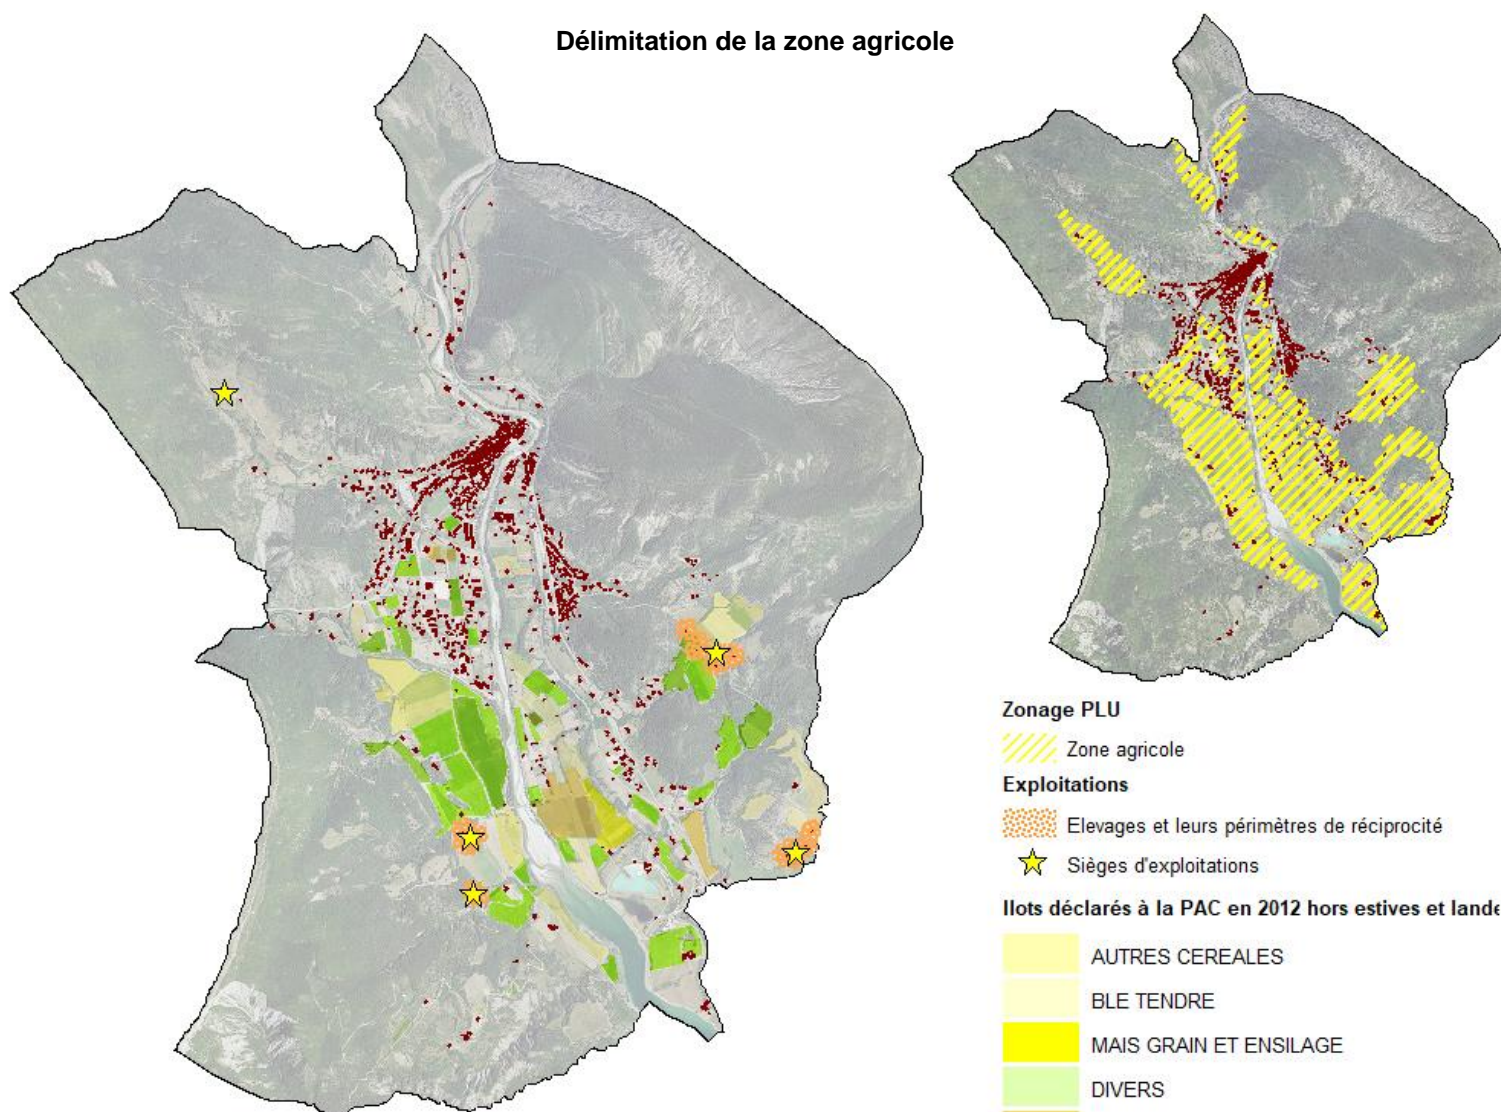 Délimitation de la zone agricole
Zonage PLU
Zone agricole
Exploitations
Elevages et leurs périmètres de réciprocité
Sièges d'exploitations
Ilots déclarés à la PAC en 2012 hors estives et lande
AUTRES CEREALES
BLE TENDRE
MAIS GRAIN ET ENSILAGE
DIVERS